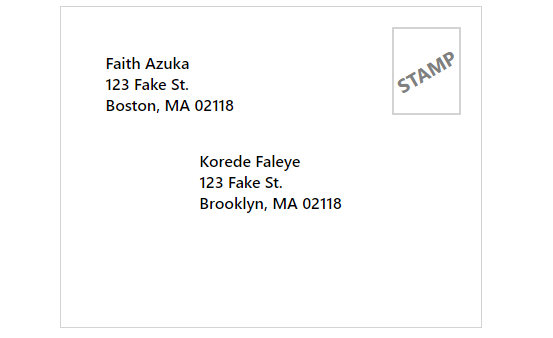 Faith Azuka
123 Fake St.
Boston, MA 02118
STAMP
Korede Faleye
123 Fake St.
Brooklyn, MA 02118